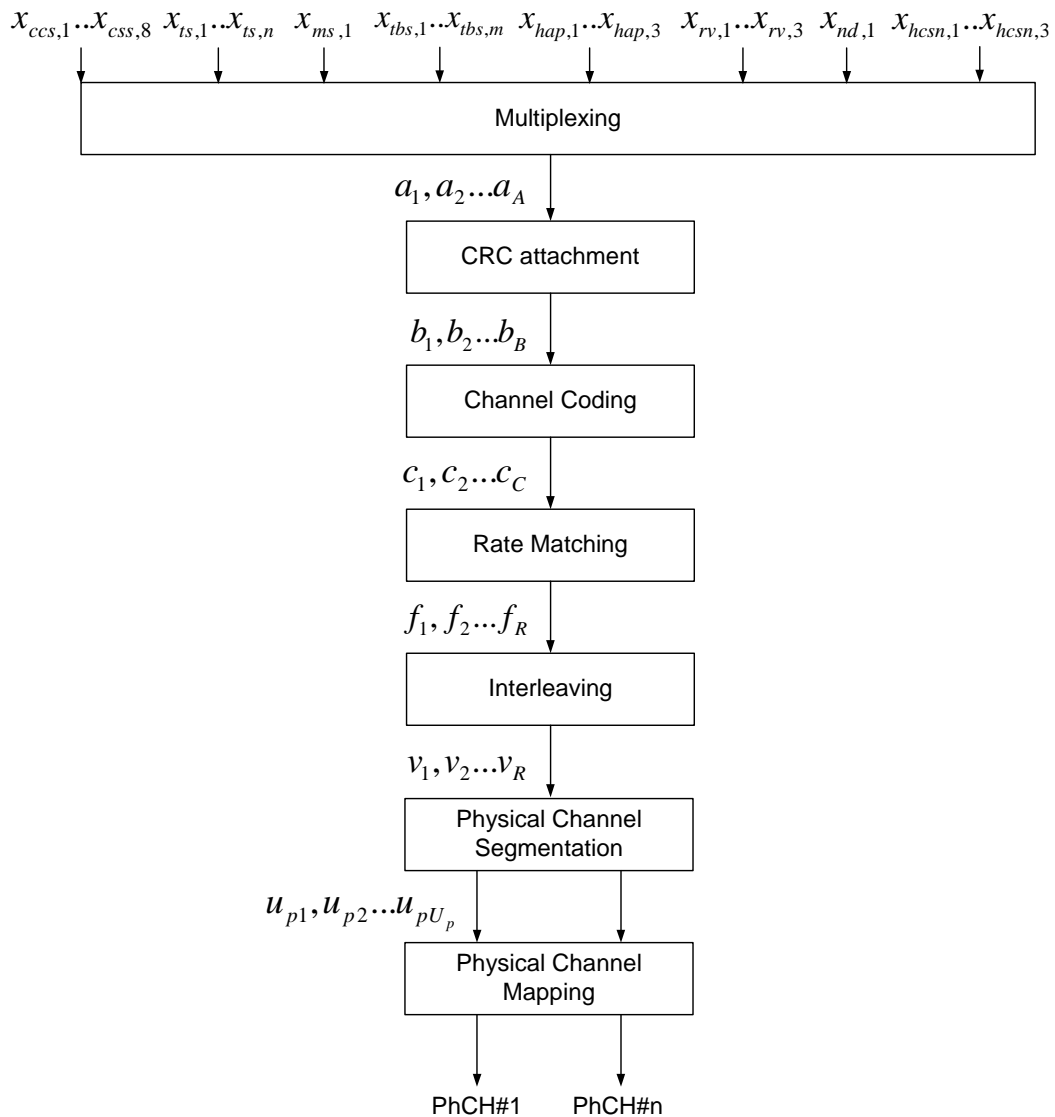 x_{ccs,1}..x_{css,8} x_{ts,1}..x_{ts,n} x_{ms,1} x_{tbs,1}..x_{tbs,m} x_{hap,1}..x_{hap,3} x_{rv,1}..x_{rv,3} x_{nd,1} x_{hcsn,1}..x_{hcsn,3}
Multiplexing
a_1, a_2...a_A
CRC attachment
b_1, b_2...b_B
Channel Coding
c_1, c_2...c_C
Rate Matching
f_1, f_2...f_R
Interleaving
v_1, v_2...v_R
Physical Channel
Segmentation
u_{p1}, u_{p2}...u_{pU_p}
Physical Channel
Mapping
PhCH#1 PhCH#n